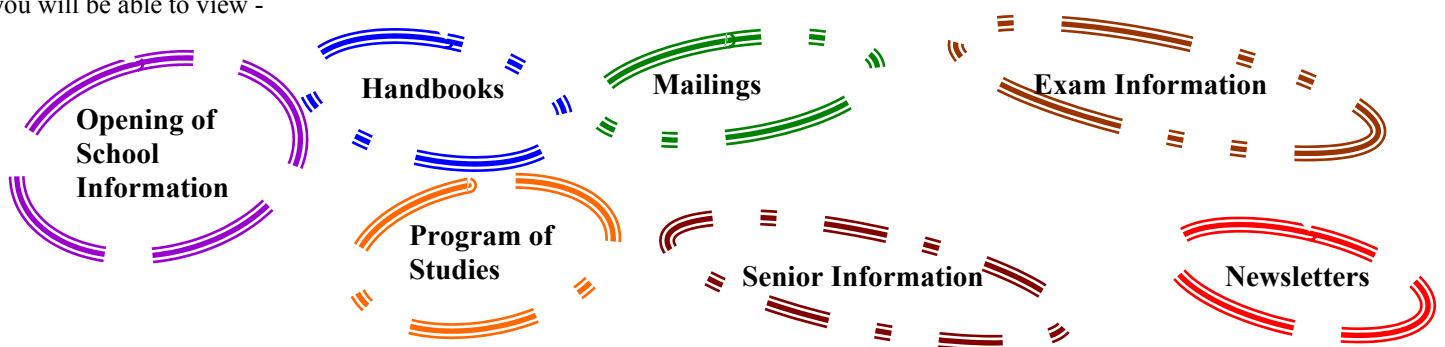 you will be able to view -
Opening of
School
Information
Handbooks
Mailings
Exam Information
Program of
Studies
Senior Information
Newsletters